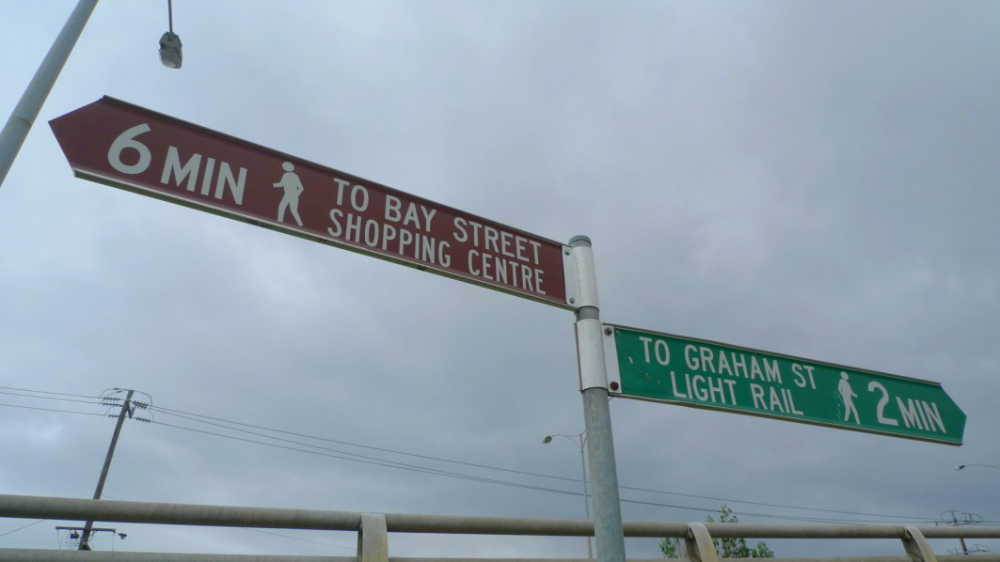 6 MIN TO BAY STREET
SHOPPING CENTRE
TO GRAHAM ST
LIGHT RAIL 2 MIN